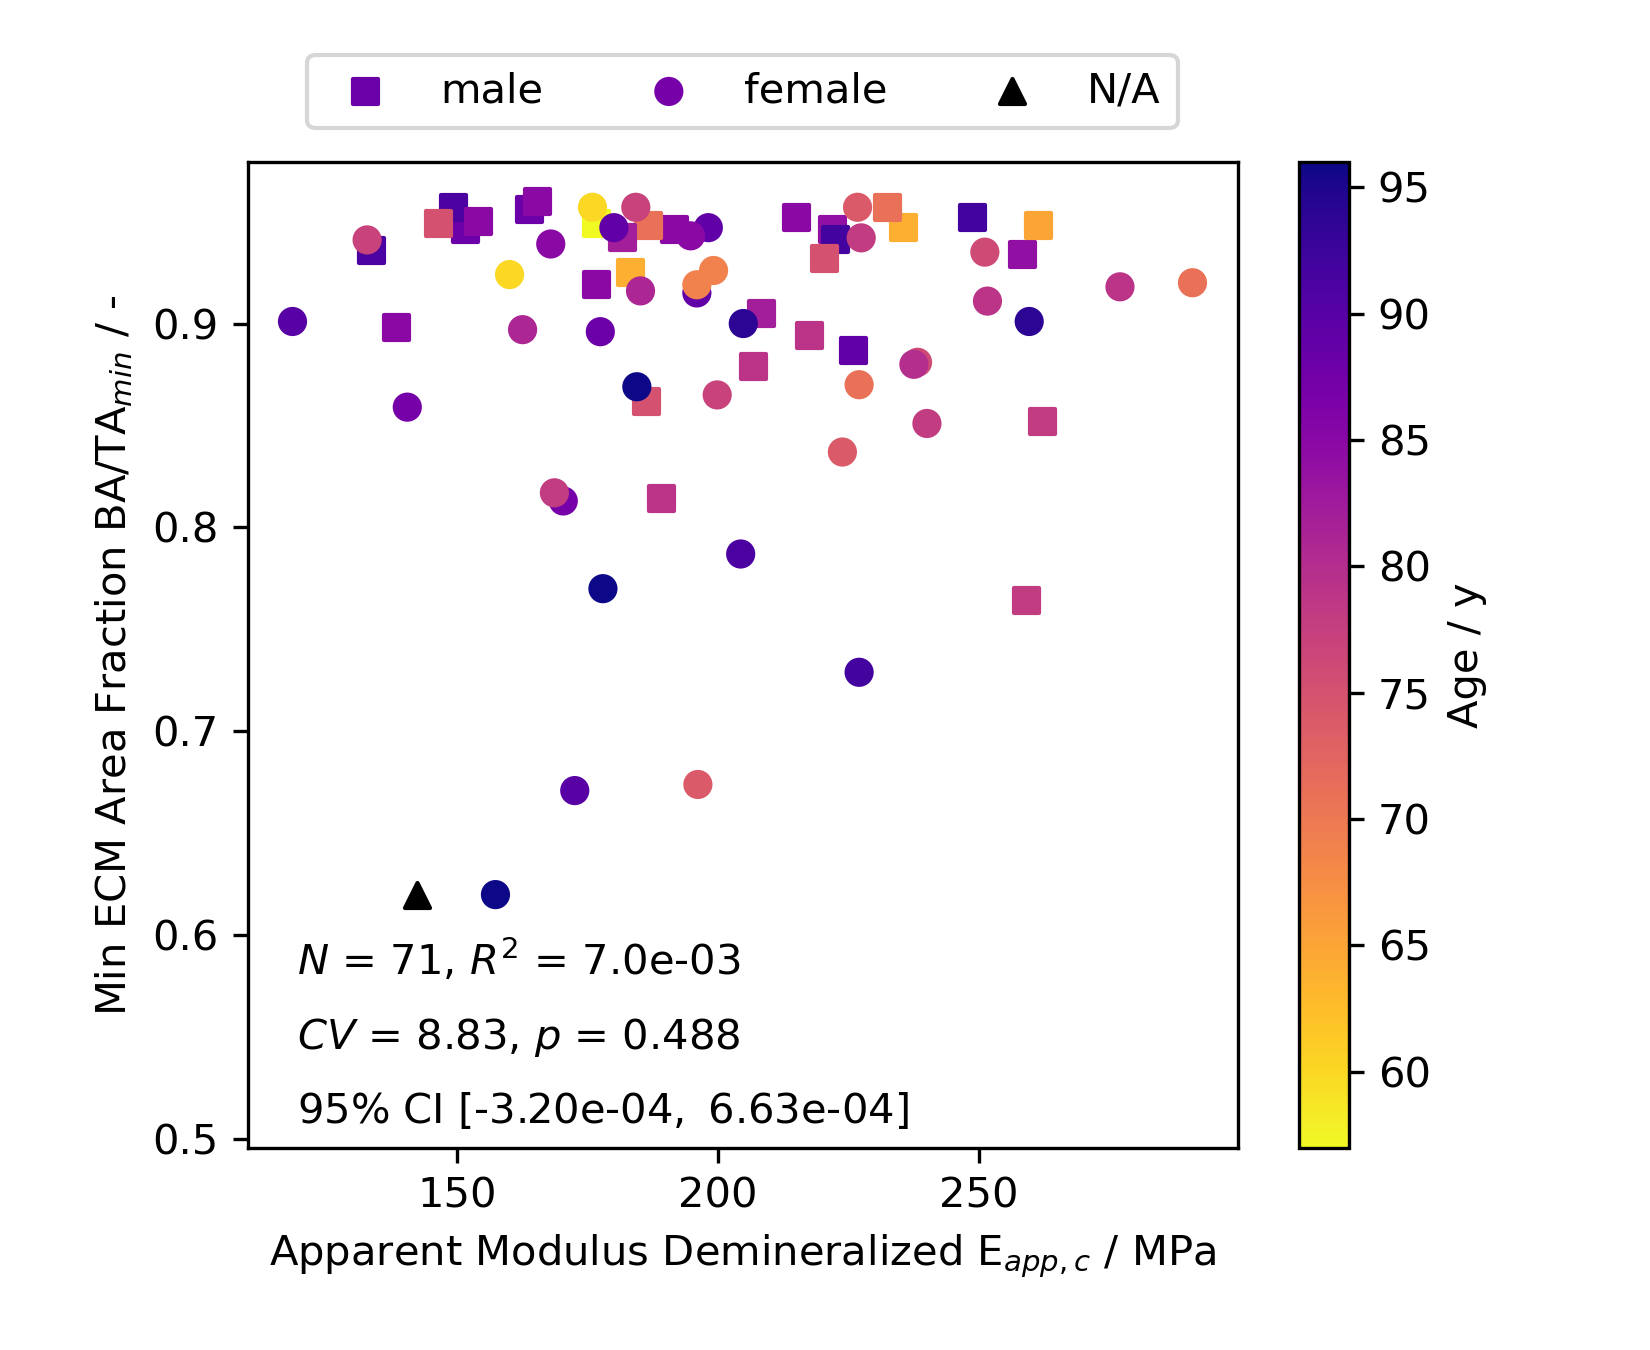 male female N/A
Min ECM Area Fraction BA/TA_min / -
0.9
0.8
0.7
0.6
0.5
N = 71, R² = 7.0e-03
CV = 8.83, p = 0.488
95% CI [-3.20e-04, 6.63e-04]
150 200 250
Apparent Modulus Demineralized E_app,c / MPa
95
90
85
80
75
70
65
60
Age / y